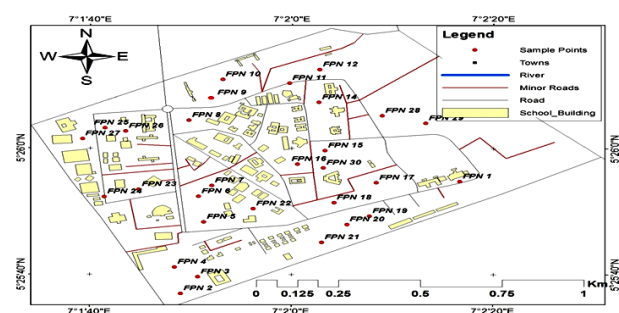 7°1'40"E 7°2'0"E 7°2'20"E
N
W E
S
Legend
Sample Points
Towns
River
Minor Roads
Road
School_Building
FPN 12
FPN 10 FPN 11
FPN 9 FPN 14
FPN 8 FPN 28
FPN 25 FPN 26 FPN 29
FPN 27
5°26'0"N 5°26'0"N
FPN 15
FPN 16 FPN 30
FPN 7 FPN 17 FPN 1
FPN 24 FPN 23 FPN 6
FPN 22 FPN 18
FPN 5 FPN 19
FPN 20
FPN 21
FPN 4
FPN 3
5°25'40"N 5°25'40"N
FPN 2
Km
0 0.125 0.25 0.5 0.75 1
7°1'40"E 7°2'0"E 7°2'20"E